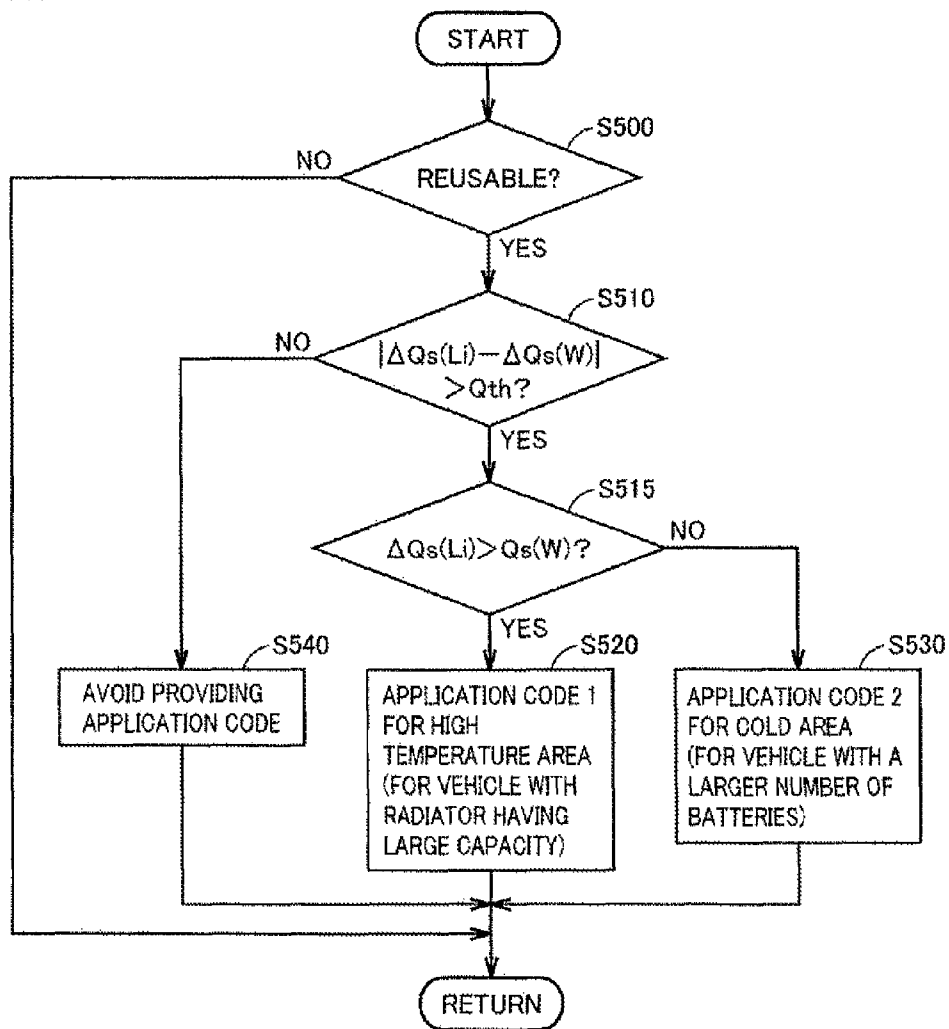 START
S500
NO
REUSABLE?
YES
S510
NO
|ΔQs(Li)−ΔQs(W)|
>Qth?
YES
S515
NO
ΔQs(Li)>Qs(W)?
YES
S540
S520
S530
AVOID PROVIDING
APPLICATION CODE
APPLICATION CODE 1
FOR HIGH
TEMPERATURE AREA
(FOR VEHICLE WITH
RADIATOR HAVING
LARGE CAPACITY)
APPLICATION CODE 2
FOR COLD AREA
(FOR VEHICLE WITH A
LARGER NUMBER OF
BATTERIES)
RETURN